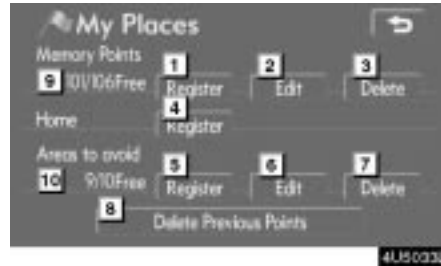 My Places
Memory Points
1 2 3
9 101/106Free Register Edit Delete
4
Home Register
Areas to avoid
5 6 7
10 9/10Free Register Edit Delete
8
Delete Previous Points